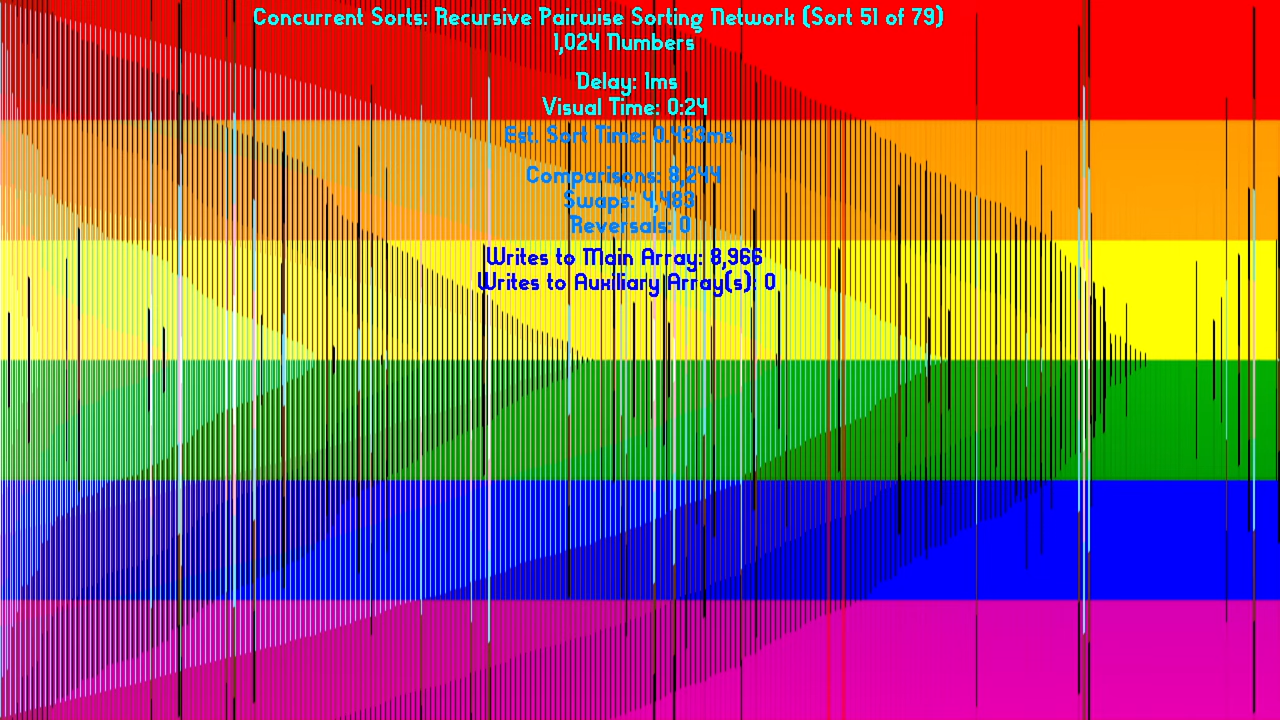 Concurrent Sorts: Recursive Pairwise Sorting Network (Sort 51 of 79)
1,024 Numbers
Delay: 1ms
Visual Time: 0:24
Est. Sort Time: 0.433ms
Comparisons: 8,244
Swaps: 4,483
Reversals: 0
Writes to Main Array: 8,966
Writes to Auxiliary Array(s): 0